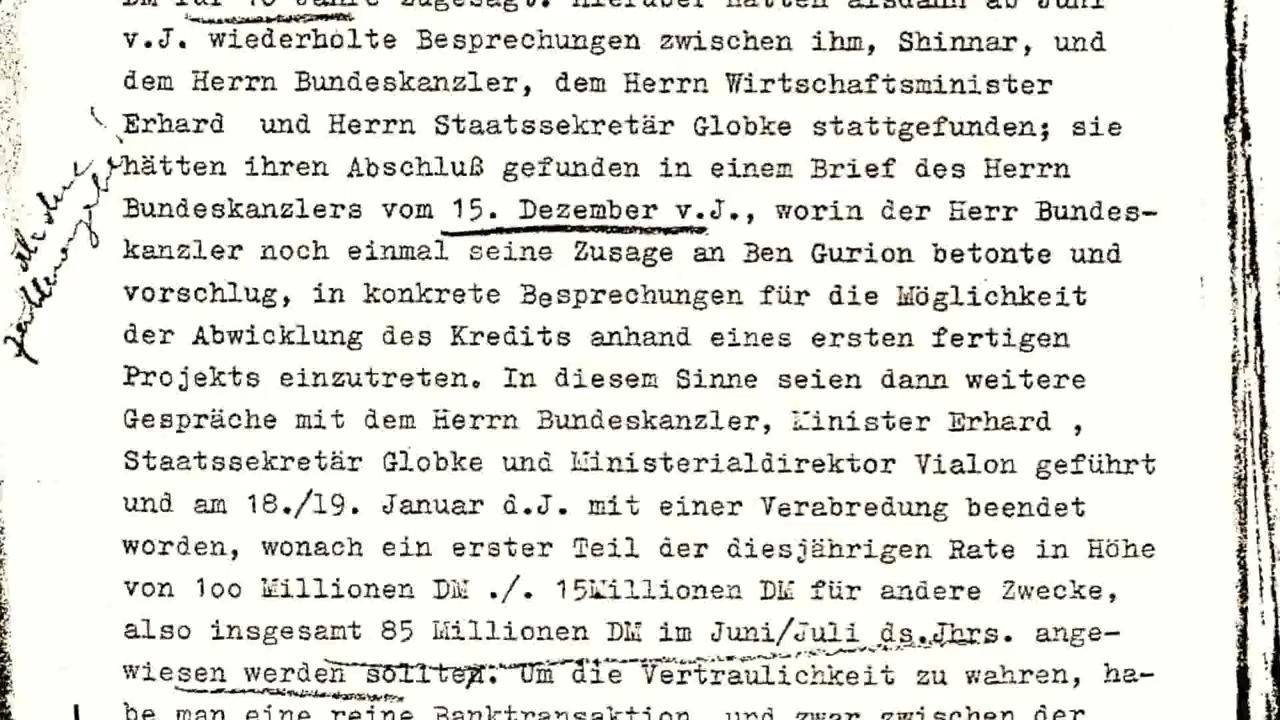 DM für 10 Jahre zugesagt. Hierüber hätten alsdann ab Juni
v.J. wiederholte Besprechungen zwischen ihm, Shinnar, und
dem Herrn Bundeskanzler, dem Herrn Wirtschaftsminister
Erhard und Herrn Staatssekretär Globke stattgefunden; sie
hätten ihren Abschluß gefunden in einem Brief des Herrn
Bundeskanzlers vom 15. Dezember v.J., worin der Herr Bundes-
kanzler noch einmal seine Zusage an Ben Gurion betonte und
vorschlug, in konkrete Besprechungen für die Möglichkeit
der Abwicklung des Kredits anhand eines ersten fertigen
Projekts einzutreten. In diesem Sinne seien dann weitere
Gespräche mit dem Herrn Bundeskanzler, Minister Erhard ,
Staatssekretär Globke und Ministerialdirektor Vialon geführt
und am 18./19. Januar d.J. mit einer Verabredung beendet
worden, wonach ein erster Teil der diesjährigen Rate in Höhe
von 1oo Millionen DM ./. 15Millionen DM für andere Zwecke,
also insgesamt 85 Millionen DM im Juni/Juli ds.Jhrs. ange-
wiesen werden sollten. Um die Vertraulichkeit zu wahren, ha-
be man eine reine Banktransaktion, und zwar zwischen der